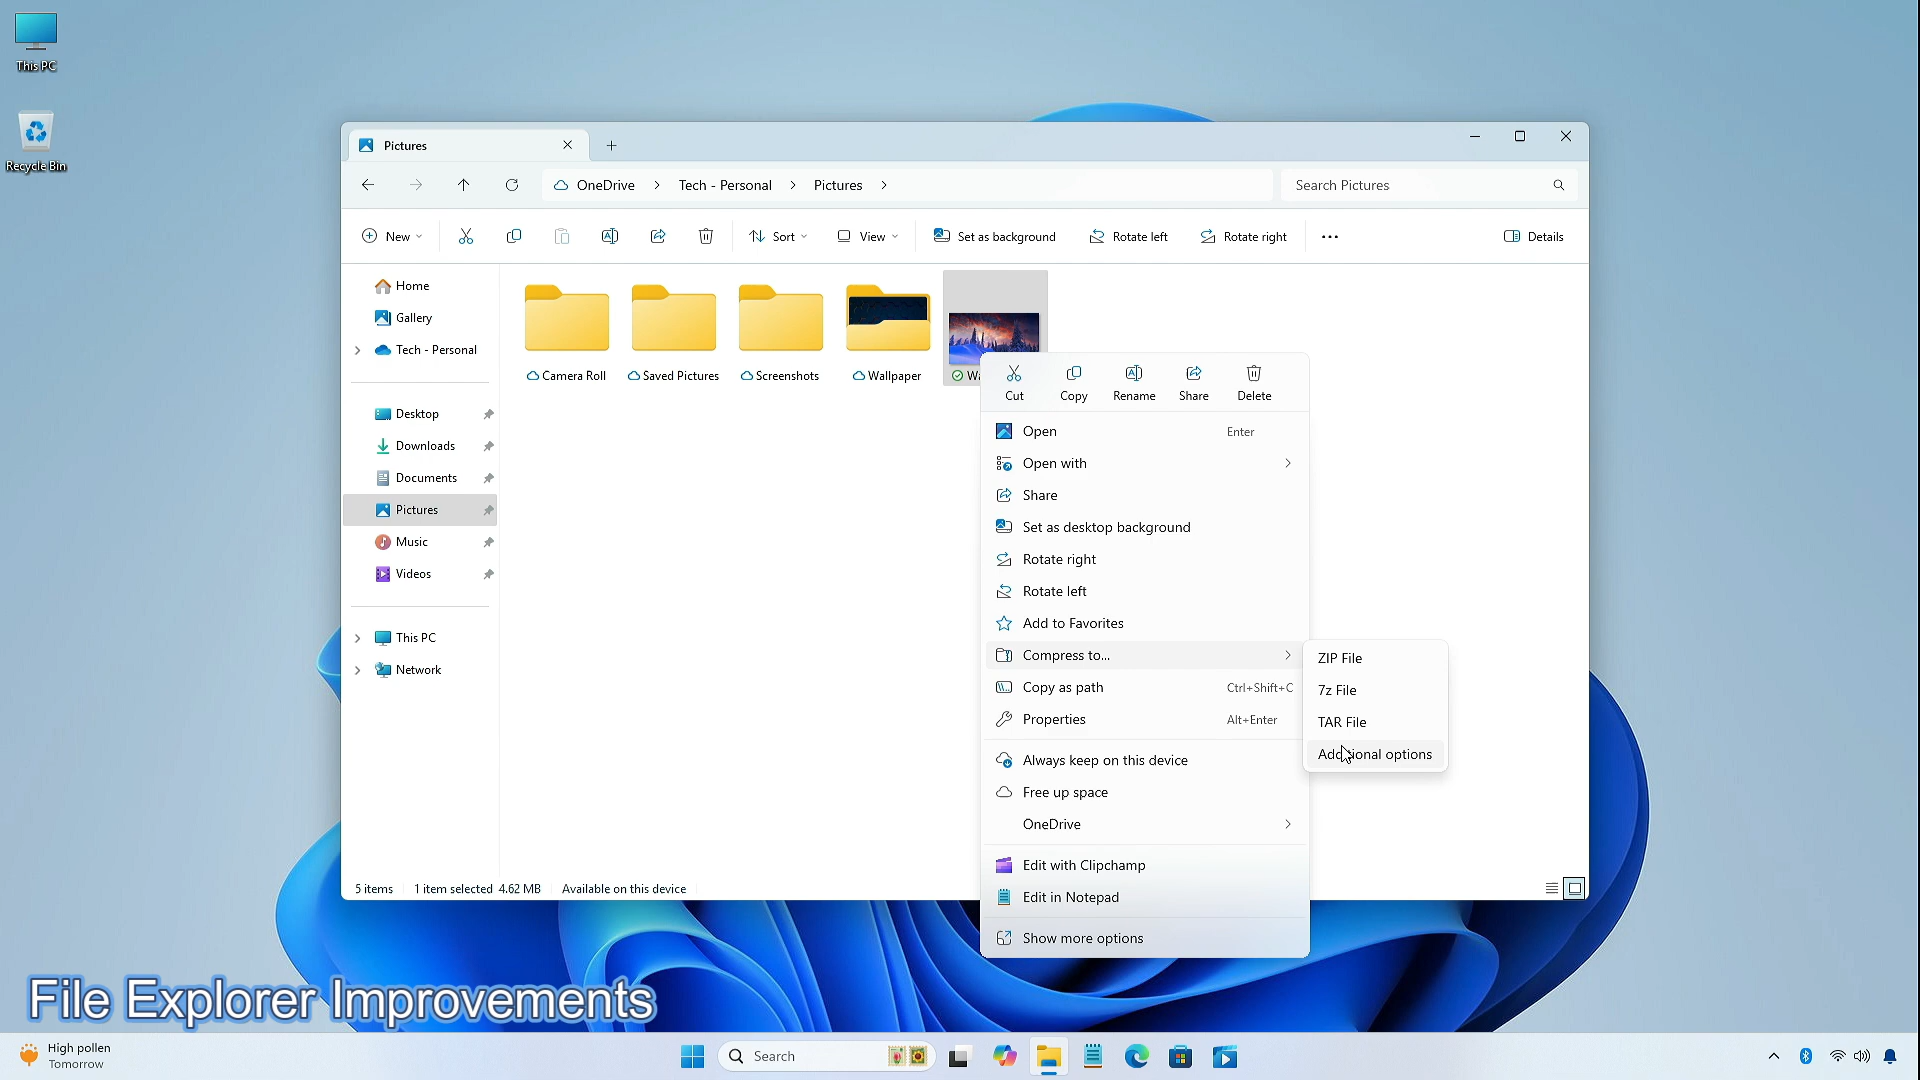 This PC
Recycle Bin
Pictures
OneDrive > Tech - Personal > Pictures >
Search Pictures
New
Sort
View
Set as background
Rotate left
Rotate right
Details
Home
Gallery
Tech - Personal
Desktop
Downloads
Documents
Pictures
Music
Videos
This PC
Network
Camera Roll
Saved Pictures
Screenshots
Wallpaper
Cut
Copy
Rename
Share
Delete
Open Enter
Open with
Share
Set as desktop background
Rotate right
Rotate left
Add to Favorites
Compress to...
Copy as path Ctrl+Shift+C
Properties Alt+Enter
Always keep on this device
Free up space
OneDrive
Edit with Clipchamp
Edit in Notepad
Show more options
ZIP File
7z File
TAR File
Additional options
5 items 1 item selected 4.62 MB Available on this device
File Explorer Improvements
High pollen
Tomorrow
Search